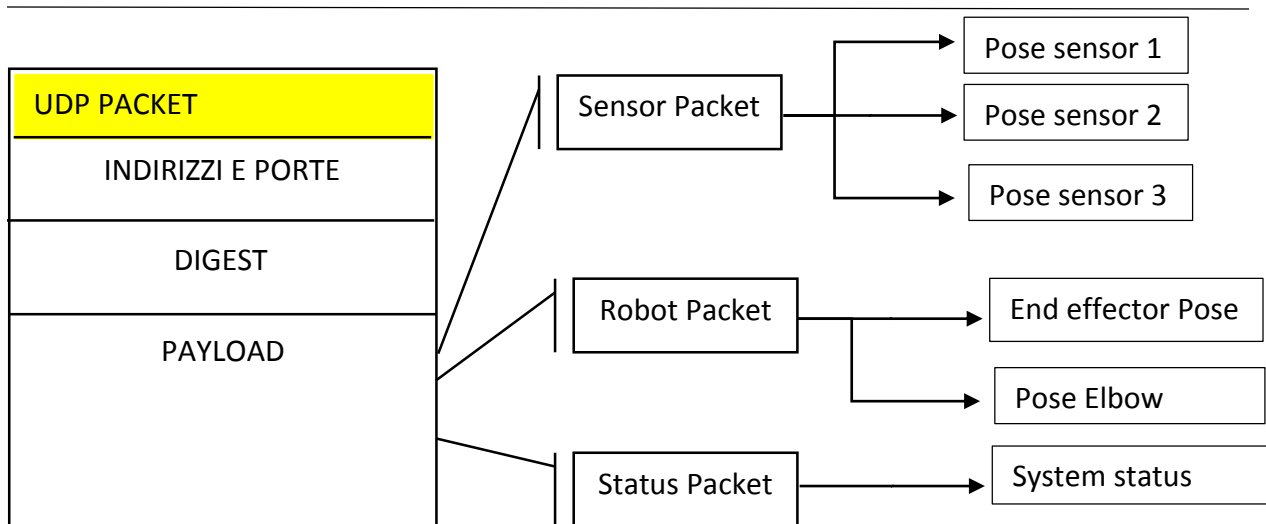 UDP PACKET
INDIRIZZI E PORTE
DIGEST
PAYLOAD
Sensor Packet
Pose sensor 1
Pose sensor 2
Pose sensor 3
Robot Packet
End effector Pose
Pose Elbow
Status Packet
System status